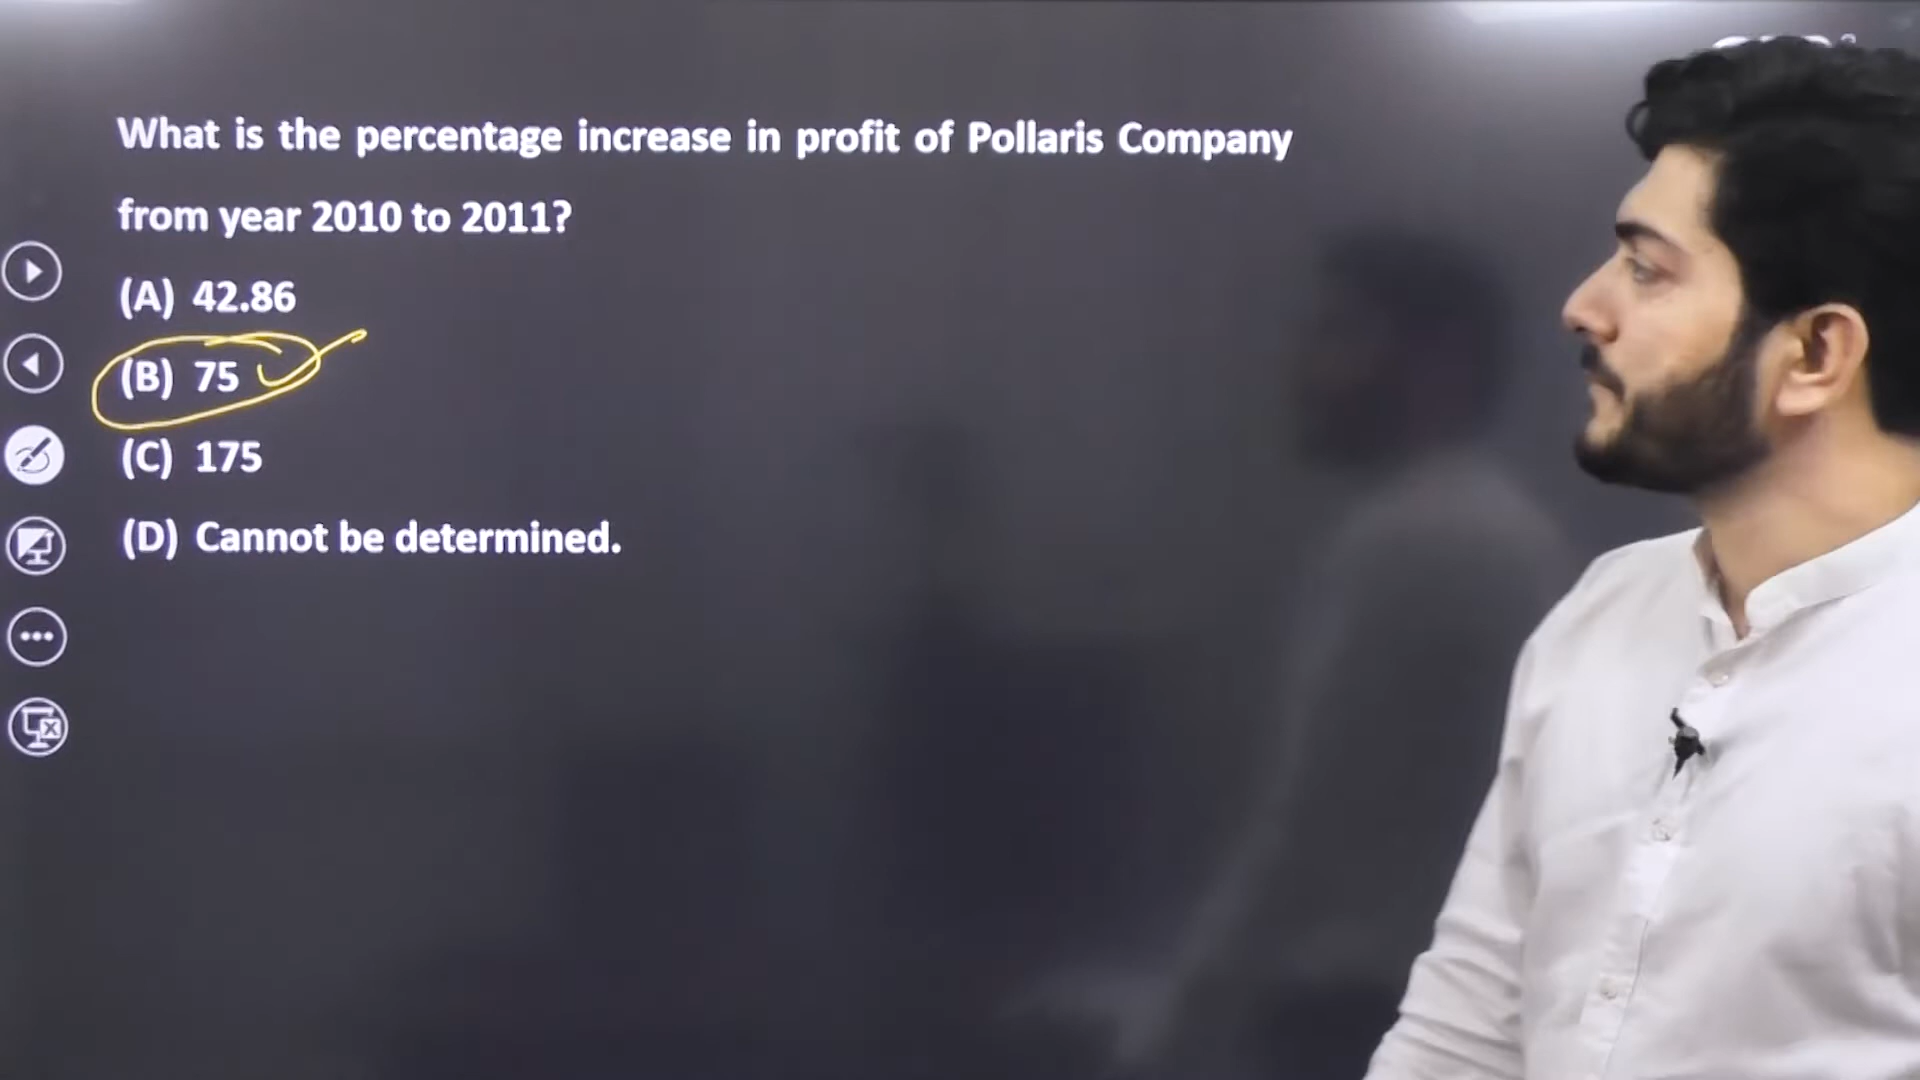 What is the percentage increase in profit of Pollaris Company
from year 2010 to 2011?
(A) 42.86
(B) 75
(C) 175
(D) Cannot be determined.